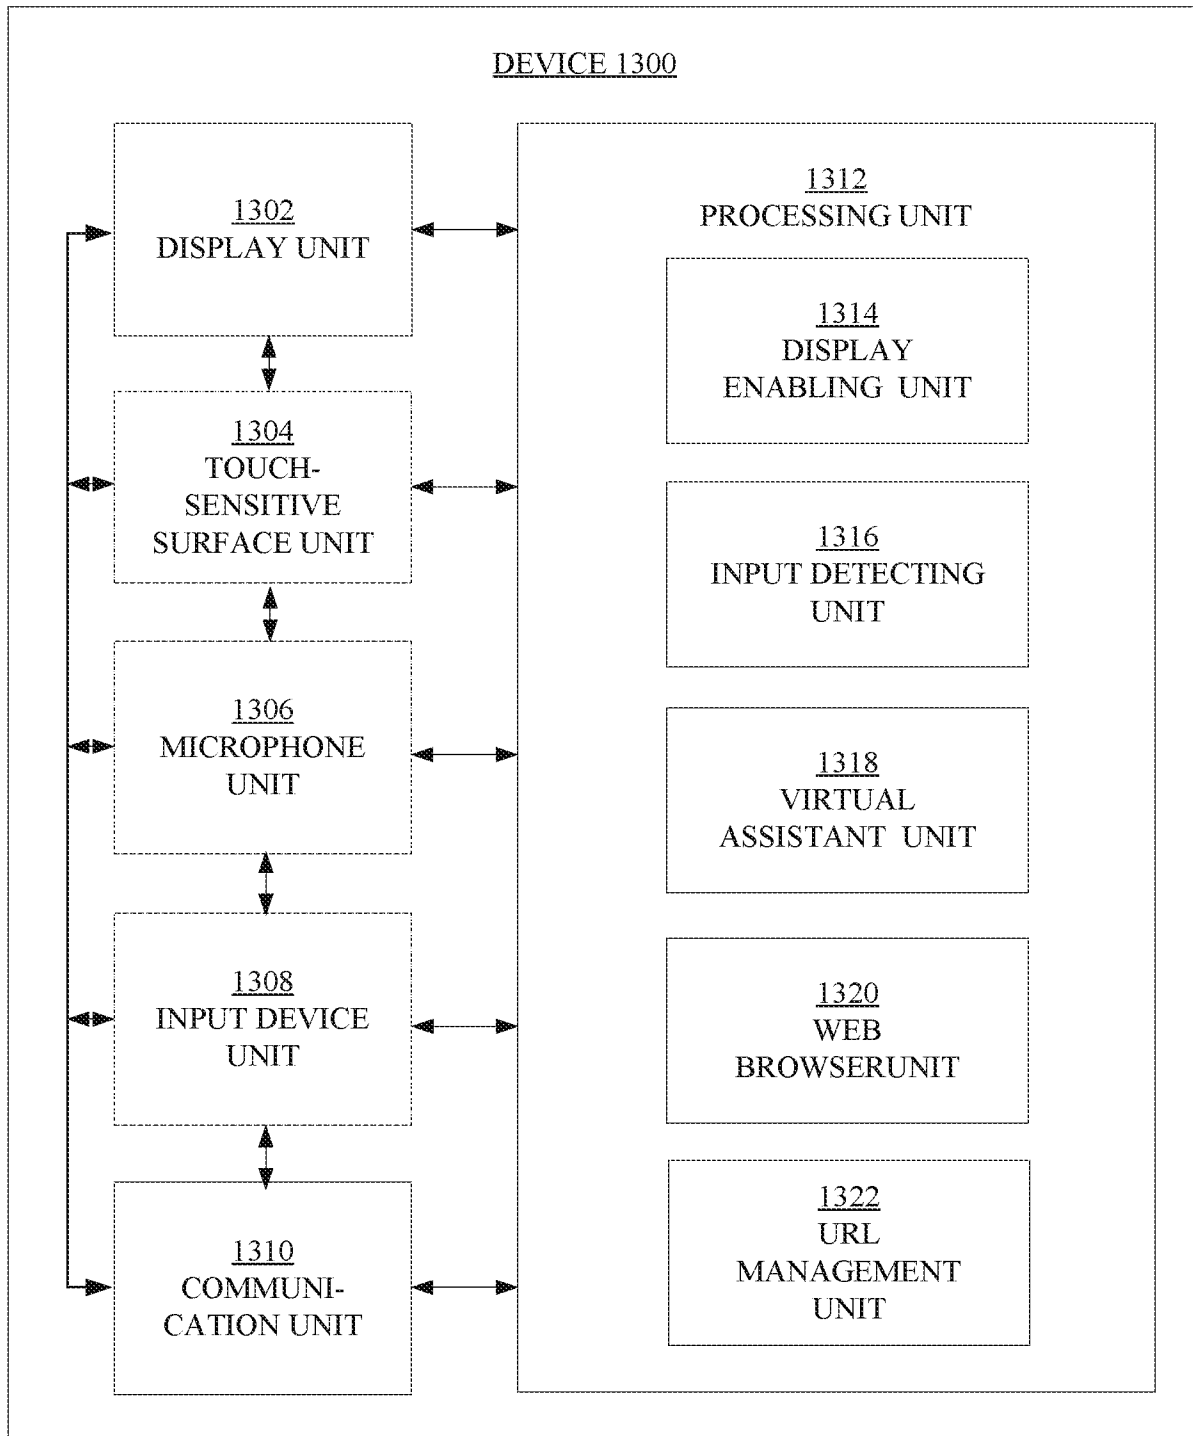 DEVICE 1300
1302
DISPLAY UNIT
1304
TOUCH-
SENSITIVE
SURFACE UNIT
1306
MICROPHONE
UNIT
1308
INPUT DEVICE
UNIT
1310
COMMUNI-
CATION UNIT
1312
PROCESSING UNIT
1314
DISPLAY
ENABLING UNIT
1316
INPUT DETECTING
UNIT
1318
VIRTUAL
ASSISTANT UNIT
1320
WEB
BROWSERUNIT
1322
URL
MANAGEMENT
UNIT